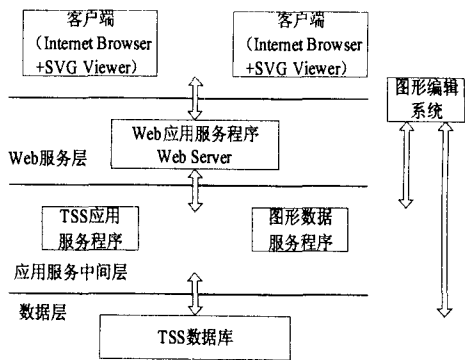 客户端
(Internet Browser
+SVG Viewer)
客户端
(Internet Browser
+SVG Viewer)
图形编辑
系统
Web应用服务程序
Web Server
Web服务层
TSS应用
服务程序
图形数据
服务程序
应用服务中间层
数据层
TSS数据库